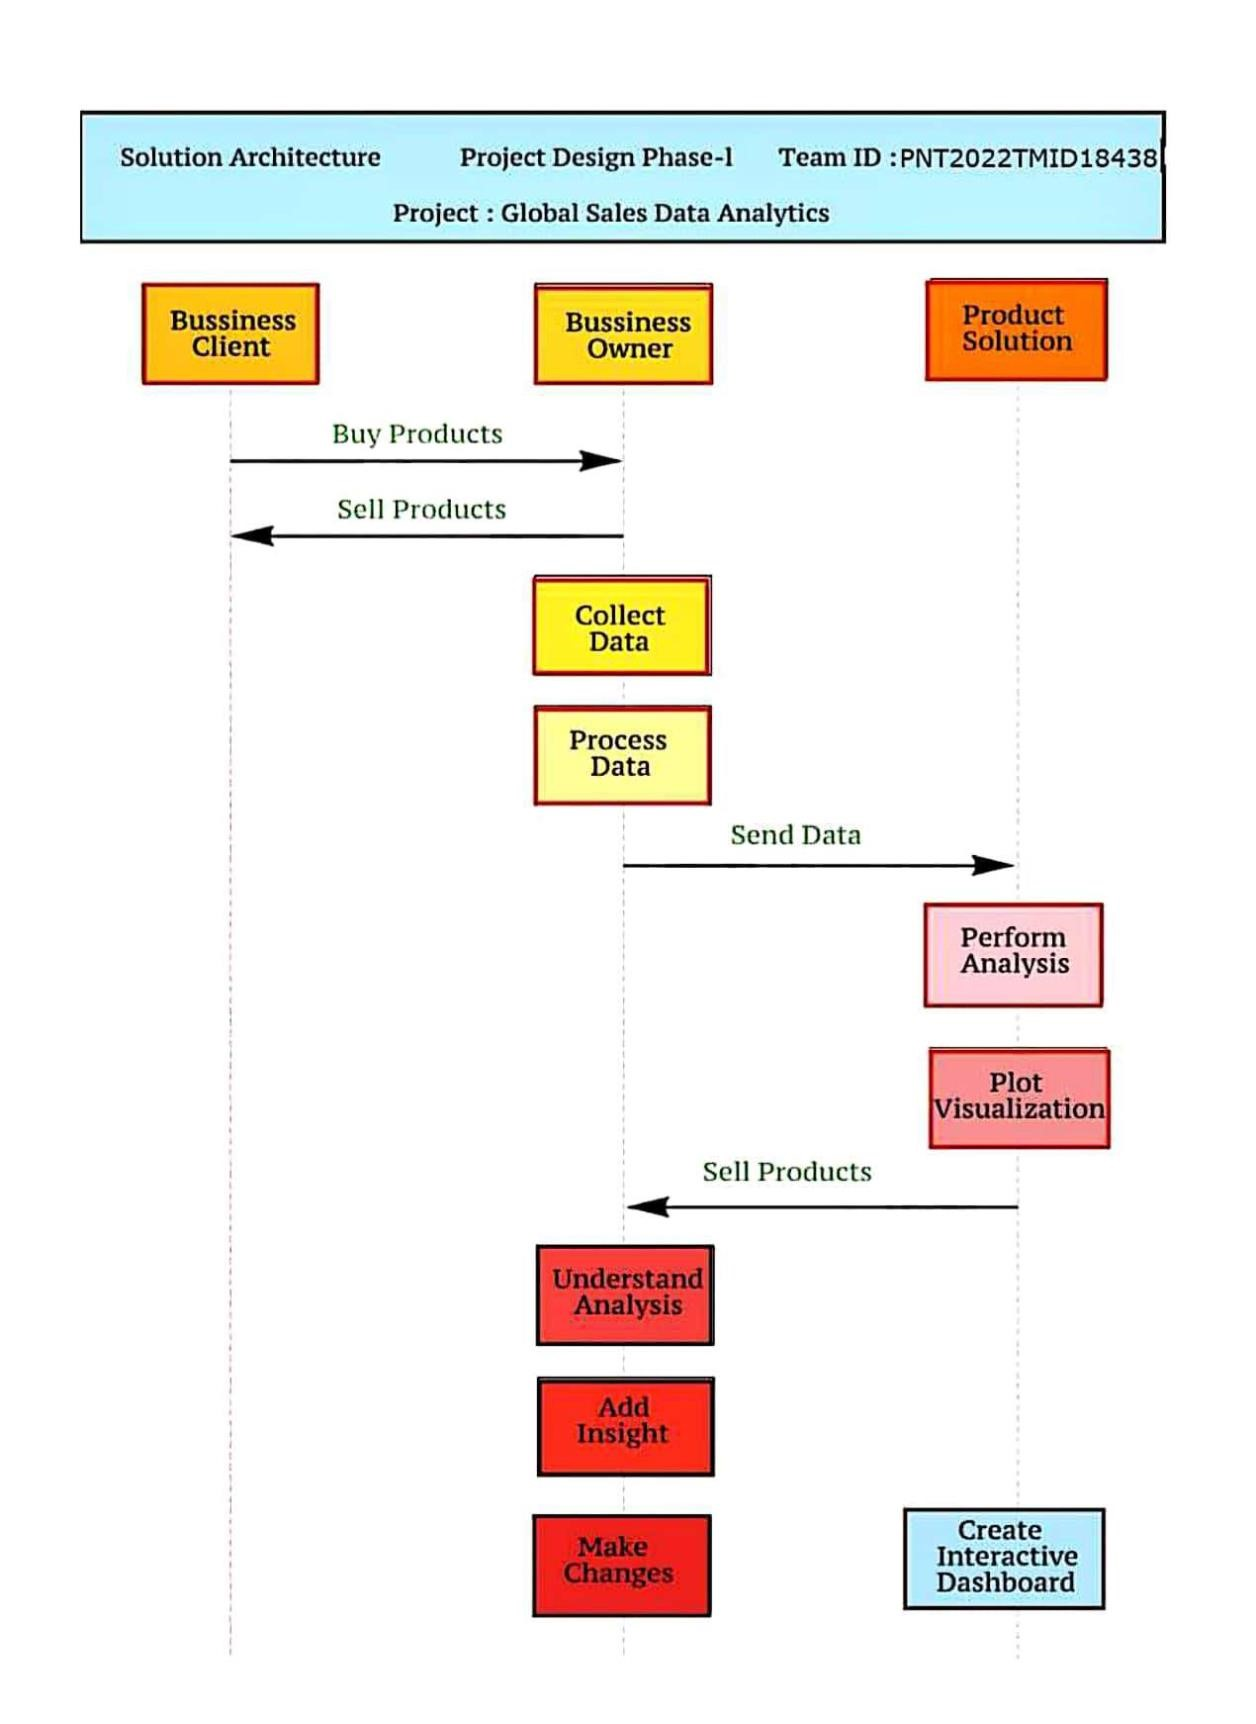 Solution Architecture Project Design Phase-l Team ID :PNT2022TMID18438
Project : Global Sales Data Analytics
Bussiness
Client
Bussiness
Owner
Product
Solution
Buy Products
Sell Products
Collect
Data
Process
Data
Send Data
Perform
Analysis
Plot
Visualization
Sell Products
Understand
Analysis
Add
Insight
Make
Changes
Create
Interactive
Dashboard